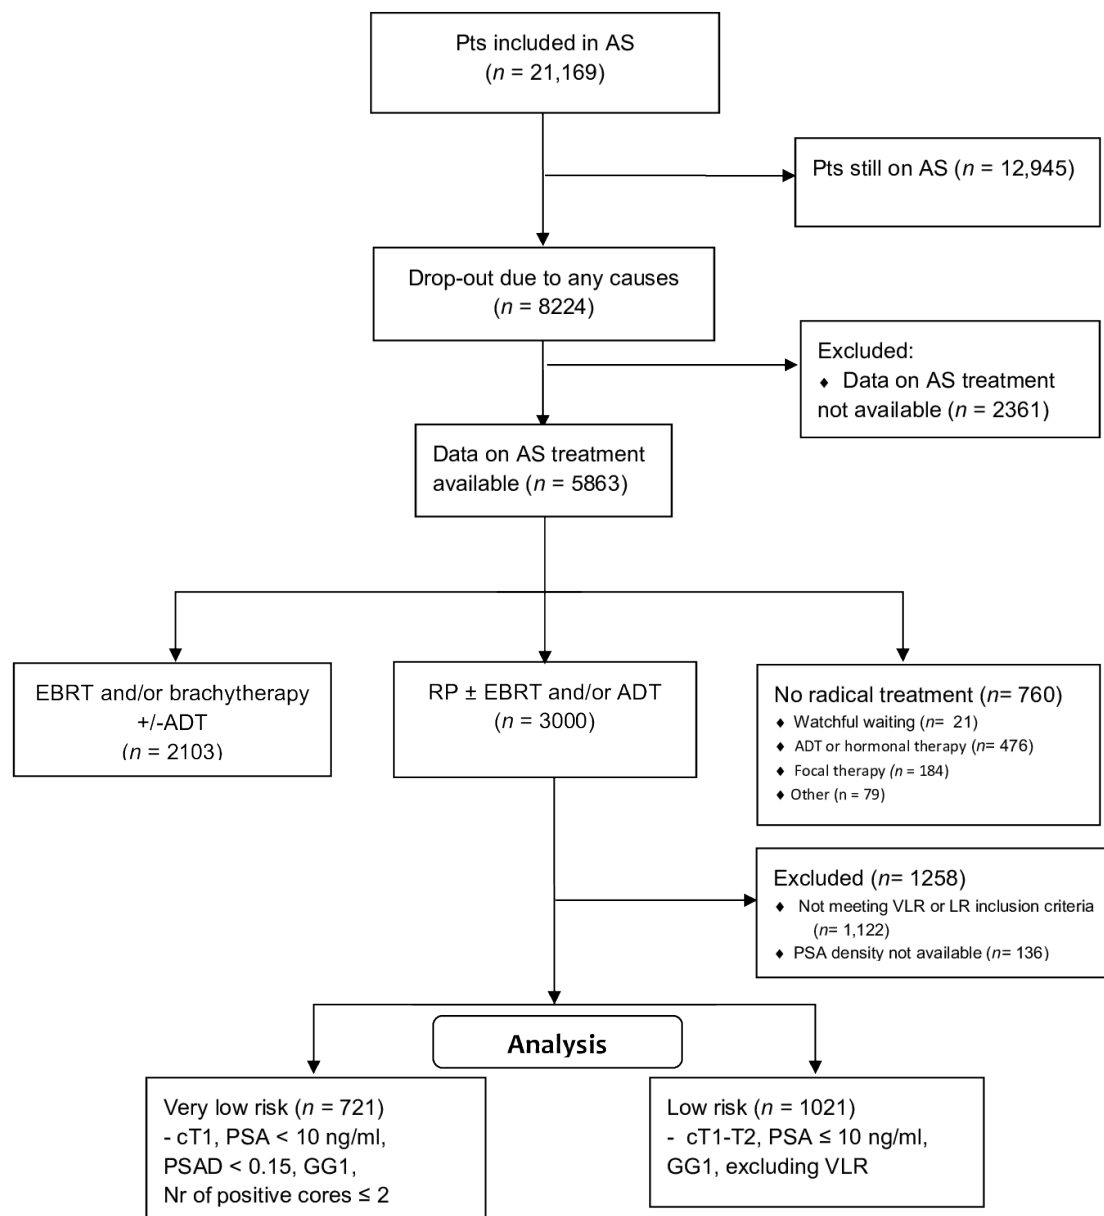 Pts included in AS
(n = 21,169)
Pts still on AS (n = 12,945)
Drop-out due to any causes
(n = 8224)
Excluded:
♦ Data on AS treatment
not available (n = 2361)
Data on AS treatment
available (n = 5863)
EBRT and/or brachytherapy
+/-ADT
(n = 2103)
RP ± EBRT and/or ADT
(n = 3000)
No radical treatment (n= 760)
♦ Watchful waiting (n= 21)
♦ ADT or hormonal therapy (n= 476)
♦ Focal therapy (n = 184)
♦ Other (n = 79)
Excluded (n= 1258)
♦ Not meeting VLR or LR inclusion criteria
(n= 1,122)
♦ PSA density not available (n= 136)
Analysis
Very low risk (n = 721)
- cT1, PSA < 10 ng/ml,
PSAD < 0.15, GG1,
Nr of positive cores ≤ 2
Low risk (n = 1021)
- cT1-T2, PSA ≤ 10 ng/ml,
GG1, excluding VLR